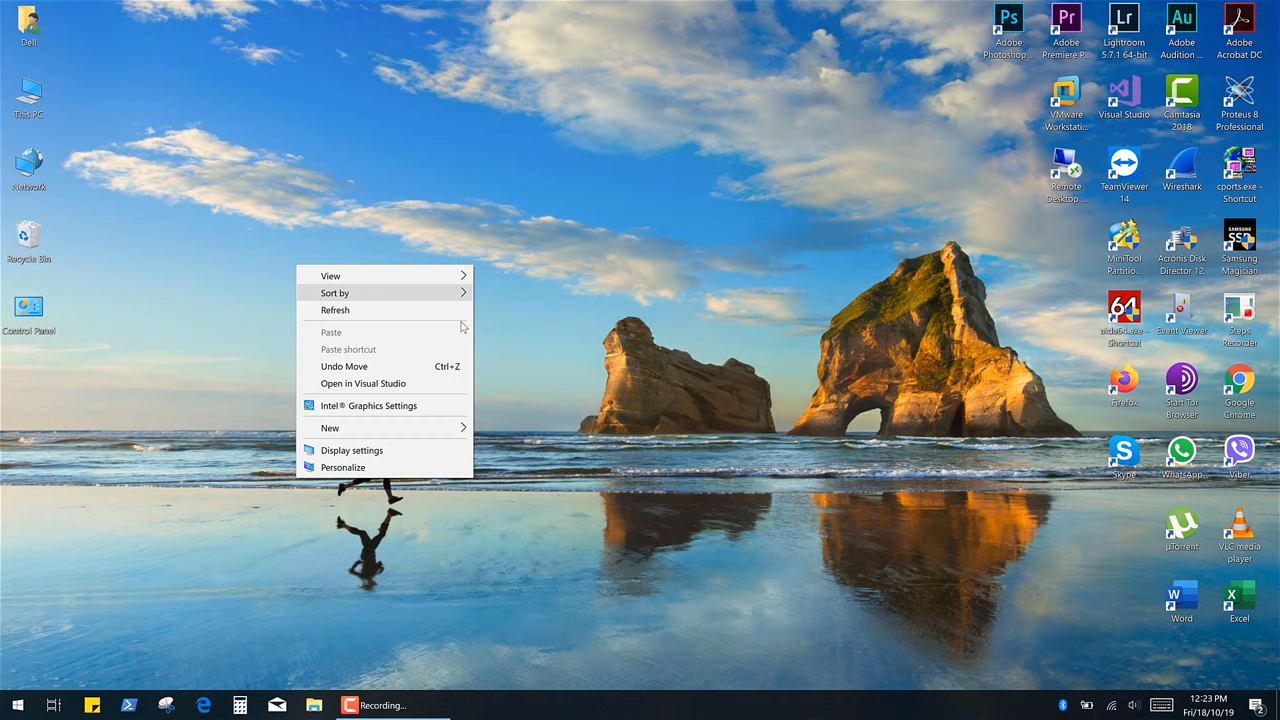 Dell
This PC
Network
Recycle Bin
Control Panel
Ps
Pr
Lr
Au
Adobe
Photoshop ...
Adobe
Premiere P...
Lightroom
5.7.1 64-bit
Adobe
Audition ...
Adobe
Acrobat DC
VMware
Workstati...
Visual Studio
Camtasia
2018
Proteus 8
Professional
Remote
Desktop ...
TeamViewer
14
Wireshark
cports.exe -
Shortcut
MiniTool
Partitio...
Acronis Disk
Director 12
SAMSUNG
SSD
Samsung
Magician
64
aida64.exe -
Shortcut
Event Viewer
Steps
Recorder
Firefox
Start Tor
Browser
Google
Chrome
S
Skype
WhatsApp
Viber
µ
µTorrent
VLC media
player
W
Word
X
Excel
View
Sort by
Refresh
Paste
Paste shortcut
Undo Move Ctrl+Z
Open in Visual Studio
Intel® Graphics Settings
New
Display settings
Personalize
Recording...
12:23 PM
Fri/18/10/19
2